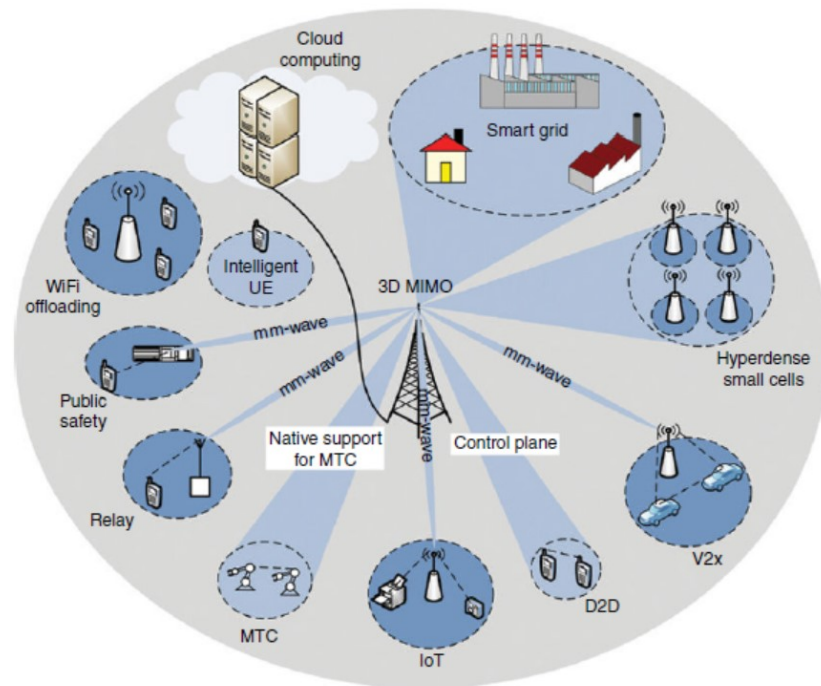 Cloud
computing
Smart grid
WiFi
offloading
Intelligent
UE
3D MIMO
Hyperdense
small cells
mm-wave
mm-wave
mm-wave
mm-wave
Public
safety
Native support
for MTC
Control plane
Relay
V2x
MTC
IoT
D2D